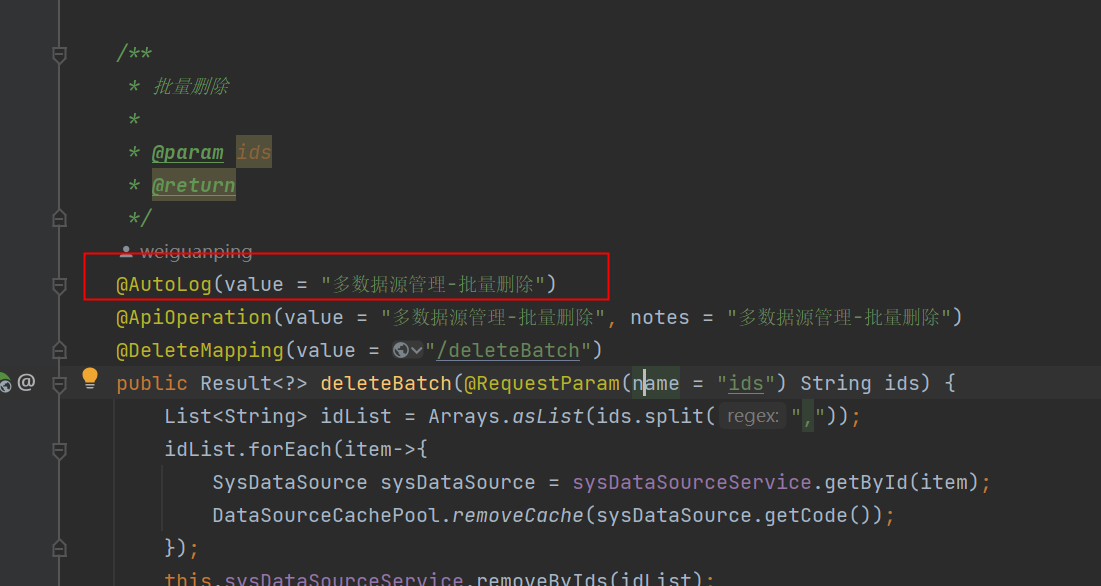 /**
* 批量删除
*
* @param ids
* @return
*/
weiguanping
@AutoLog(value = "多数据源管理-批量删除")
@ApiOperation(value = "多数据源管理-批量删除", notes = "多数据源管理-批量删除")
@DeleteMapping(value = "/deleteBatch")
@ public Result<?> deleteBatch(@RequestParam(name = "ids") String ids) {
List<String> idList = Arrays.asList(ids.split( regex: ","));
idList.forEach(item->{
SysDataSource sysDataSource = sysDataSourceService.getById(item);
DataSourceCachePool.removeCache(sysDataSource.getCode());
});
this.sysDataSourceService.removeByIds(idList);